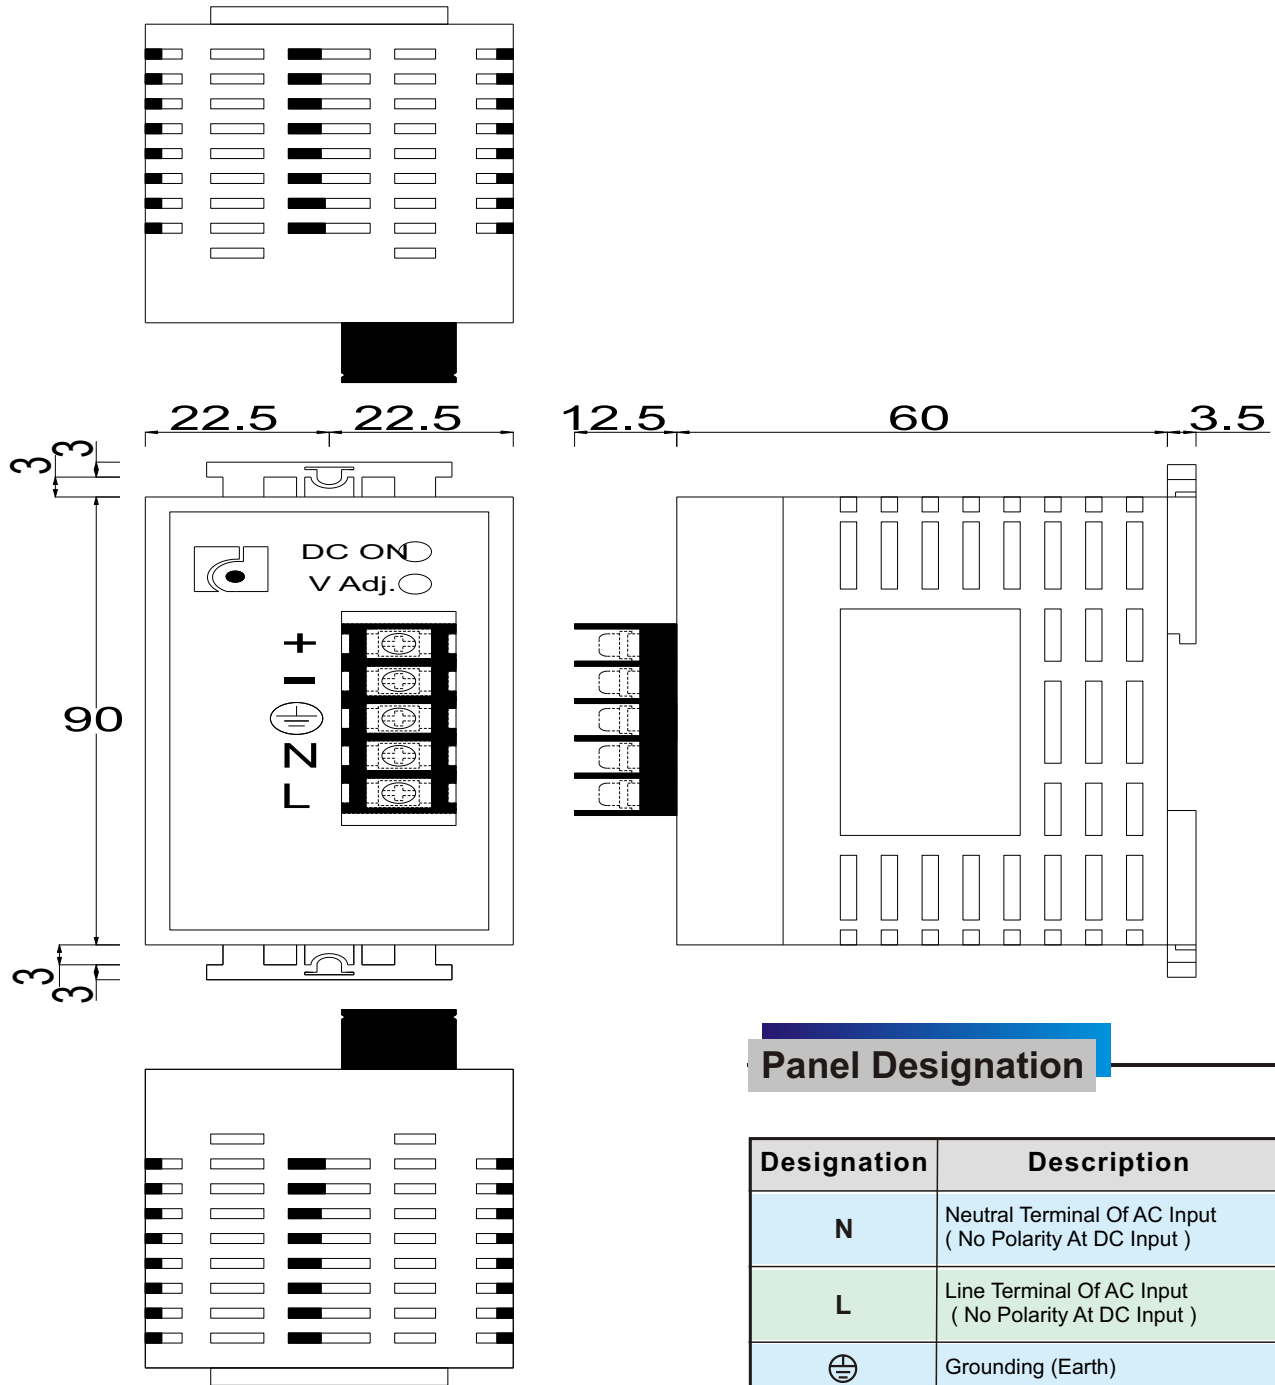 22.5 22.5 12.5 60 3.5
3 3
DC ON
V Adj.
+
−
90
N
L
3 3
Panel Designation
Designation Description
N Neutral Terminal Of AC Input
( No Polarity At DC Input )
L Line Terminal Of AC Input
( No Polarity At DC Input )
⏚ Grounding (Earth)